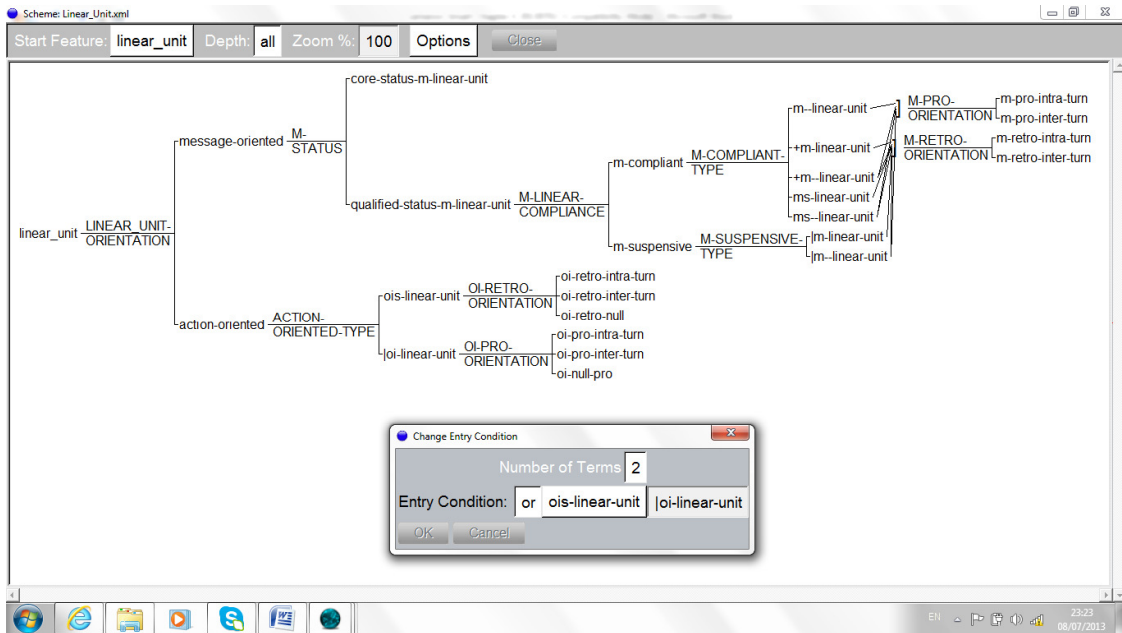 Scheme: Linear_Unit.xml
Start Feature: linear_unit Depth: all Zoom %: 100 Options Close
core-status-m-linear-unit
message-oriented M-
STATUS
m--linear-unit
M-PRO-
ORIENTATION
m-pro-intra-turn
m-pro-inter-turn
+m-linear-unit
M-RETRO-
ORIENTATION
m-retro-intra-turn
m-retro-inter-turn
m-compliant M-COMPLIANT-
TYPE
+m--linear-unit
ms-linear-unit
ms--linear-unit
qualified-status-m-linear-unit M-LINEAR-
COMPLIANCE
linear_unit LINEAR_UNIT-
ORIENTATION
m-suspensive M-SUSPENSIVE-
TYPE
|m-linear-unit
|m--linear-unit
oi-retro-intra-turn
ois-linear-unit OI-RETRO-
ORIENTATION
oi-retro-inter-turn
oi-retro-null
action-oriented ACTION-
ORIENTED-TYPE
oi-pro-intra-turn
|oi-linear-unit OI-PRO-
ORIENTATION
oi-pro-inter-turn
oi-null-pro
Change Entry Condition
Number of Terms 2
Entry Condition: or ois-linear-unit |oi-linear-unit
OK Cancel
EN 23:23
08/07/2013